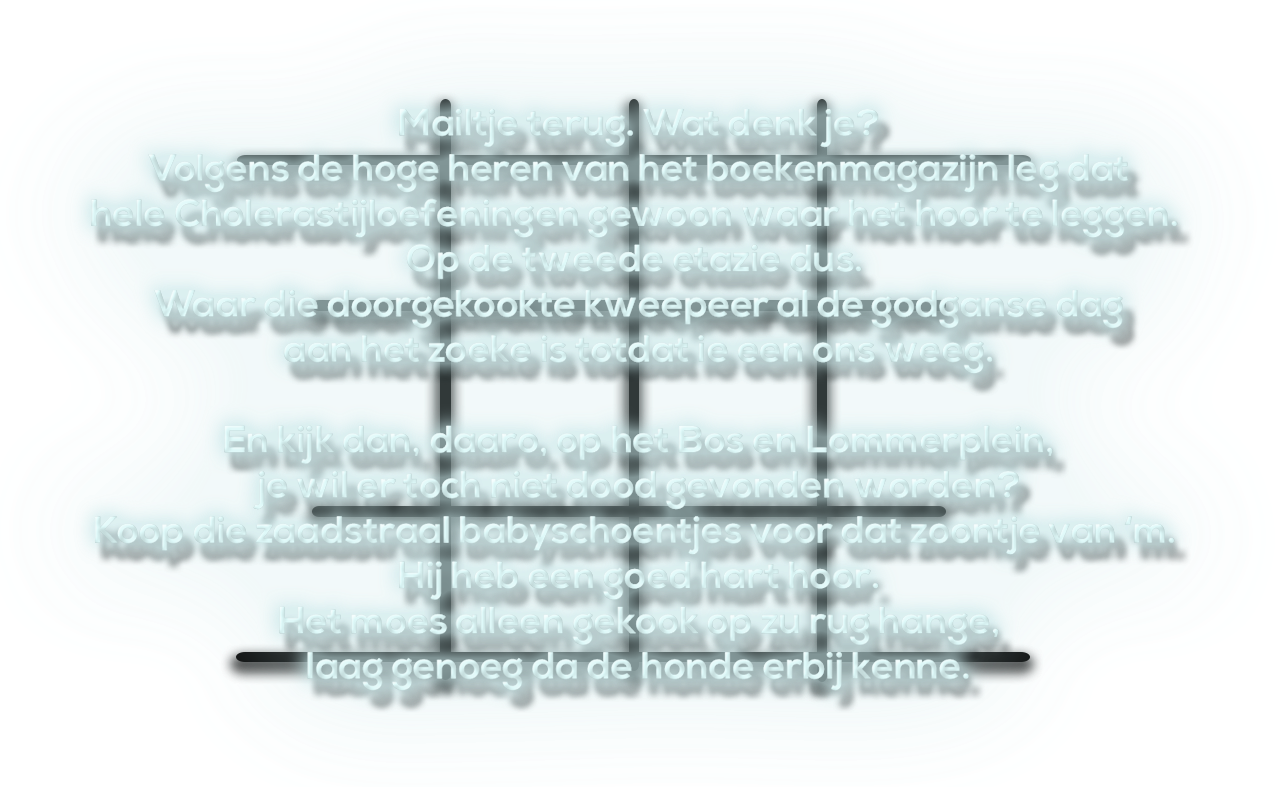 Mailtje terug. Wat denk je?
Volgens de hoge heren van het boekenmagazijn leg dat
hele Cholerastijloefeningen gewoon waar het hoor te leggen.
Op de tweede etazie dus.
Waar die doorgekookte kweepeer al de godganse dag
aan het zoeke is totdat je een ons weeg.
En kijk dan, daaro, op het Bos en Lommerplein,
je wil er toch niet dood gevonden worden?
Koop die zaadstraal babyschoentjes voor dat zoontje van 'm.
Hij heb een goed hart hoor.
Het moes alleen gekook op zu rug hange,
laag genoeg da de honde erbij kenne.